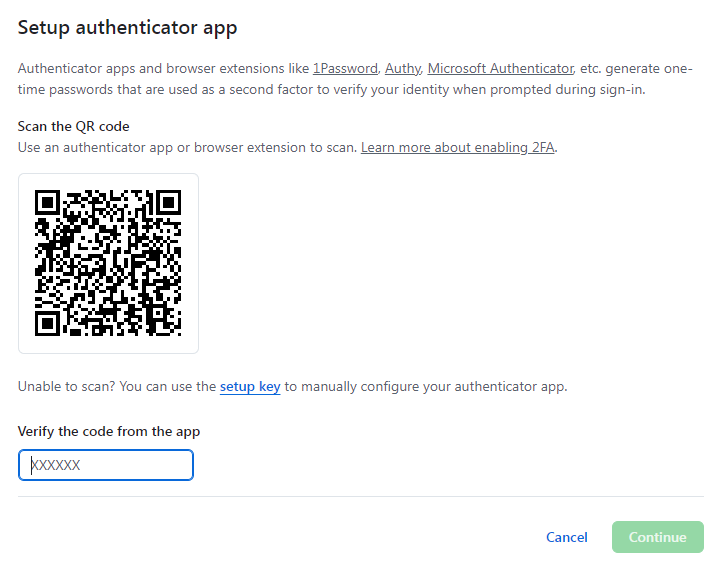 Setup authenticator app
Authenticator apps and browser extensions like 1Password, Authy, Microsoft Authenticator, etc. generate one-
time passwords that are used as a second factor to verify your identity when prompted during sign-in.
Scan the QR code
Use an authenticator app or browser extension to scan. Learn more about enabling 2FA.
Unable to scan? You can use the setup key to manually configure your authenticator app.
Verify the code from the app
XXXXXX
Cancel Continue